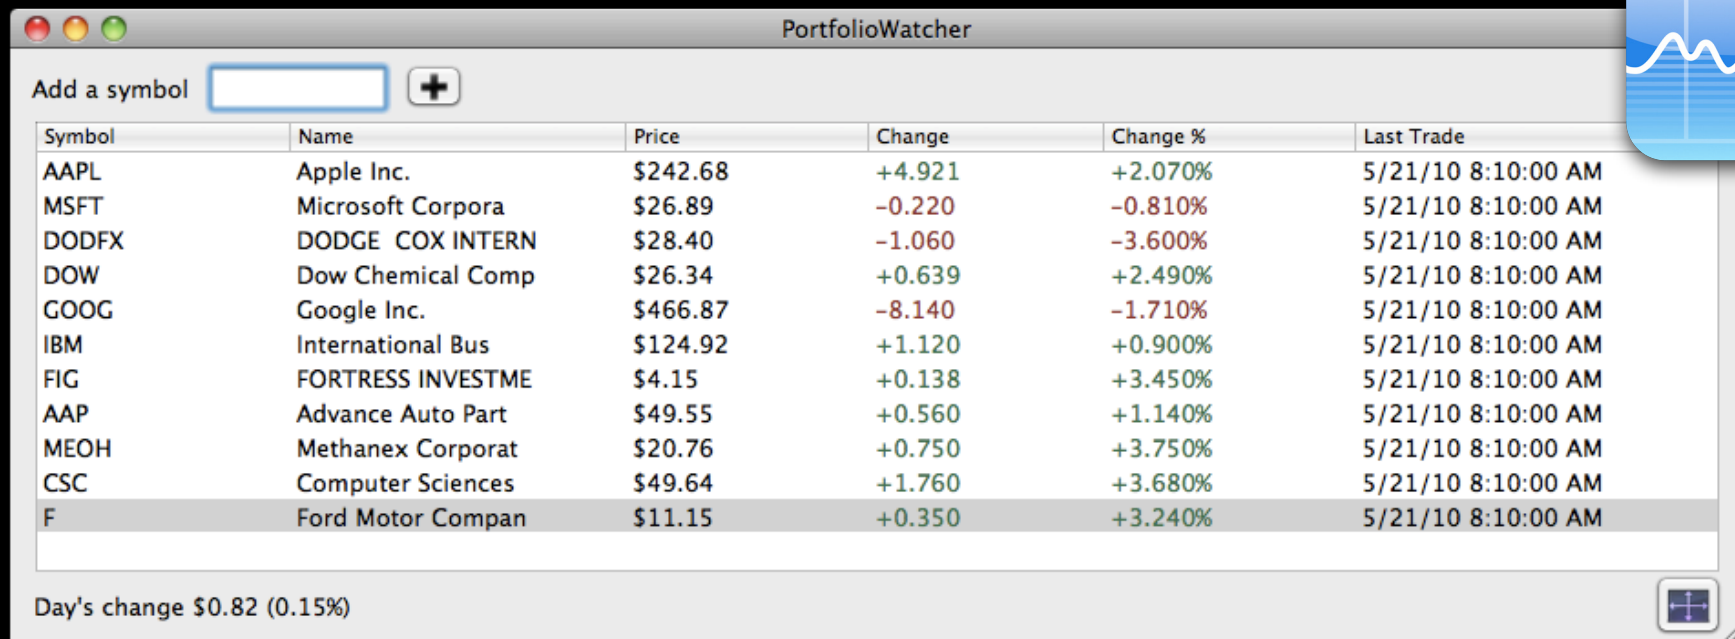 PortfolioWatcher
Add a symbol
Symbol Name Price Change Change % Last Trade
AAPL Apple Inc. $242.68 +4.921 +2.070% 5/21/10 8:10:00 AM
MSFT Microsoft Corpora $26.89 -0.220 -0.810% 5/21/10 8:10:00 AM
DODFX DODGE COX INTERN $28.40 -1.060 -3.600% 5/21/10 8:10:00 AM
DOW Dow Chemical Comp $26.34 +0.639 +2.490% 5/21/10 8:10:00 AM
GOOG Google Inc. $466.87 -8.140 -1.710% 5/21/10 8:10:00 AM
IBM International Bus $124.92 +1.120 +0.900% 5/21/10 8:10:00 AM
FIG FORTRESS INVESTME $4.15 +0.138 +3.450% 5/21/10 8:10:00 AM
AAP Advance Auto Part $49.55 +0.560 +1.140% 5/21/10 8:10:00 AM
MEOH Methanex Corporat $20.76 +0.750 +3.750% 5/21/10 8:10:00 AM
CSC Computer Sciences $49.64 +1.760 +3.680% 5/21/10 8:10:00 AM
F Ford Motor Compan $11.15 +0.350 +3.240% 5/21/10 8:10:00 AM
Day's change $0.82 (0.15%)